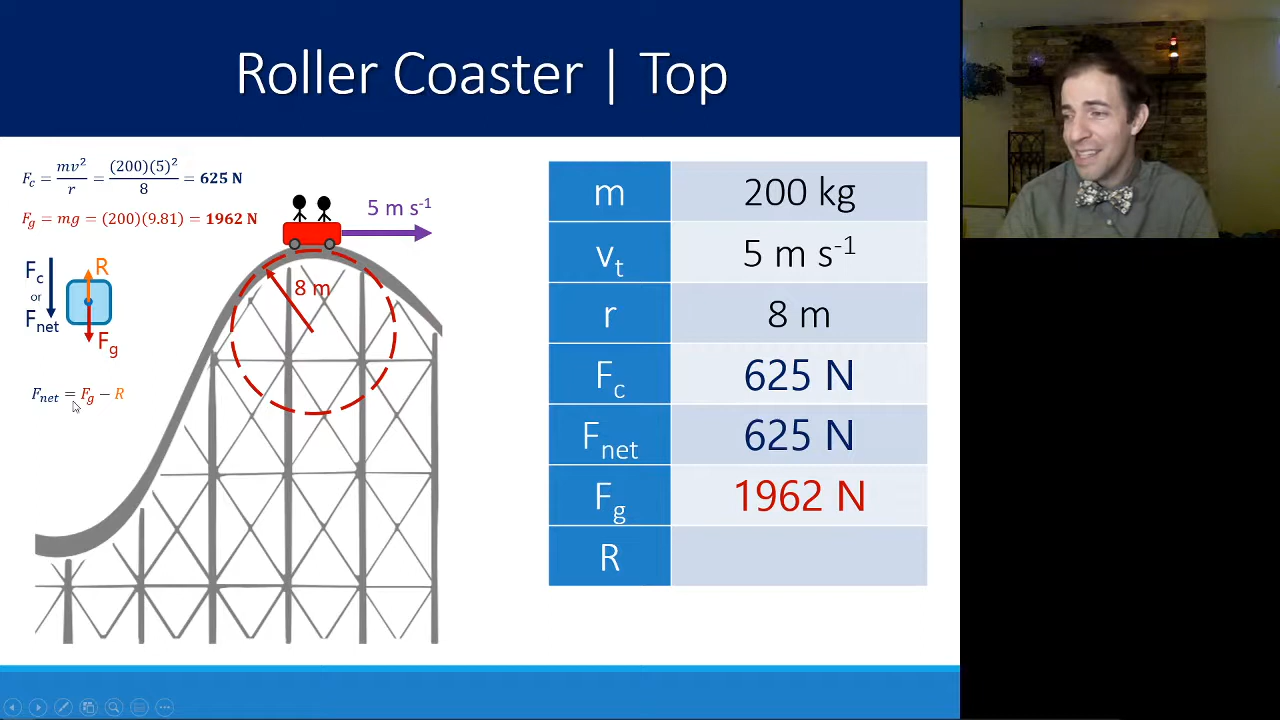 Roller Coaster | Top
F_c = mv²/r = (200)(5)²/8 = 625 N
F_g = mg = (200)(9.81) = 1962 N
5 m s⁻¹
8 m
F_c
or
F_net
R
F_g
F_net = F_g − R
m 200 kg
v_t 5 m s⁻¹
r 8 m
F_c 625 N
F_net 625 N
F_g 1962 N
R